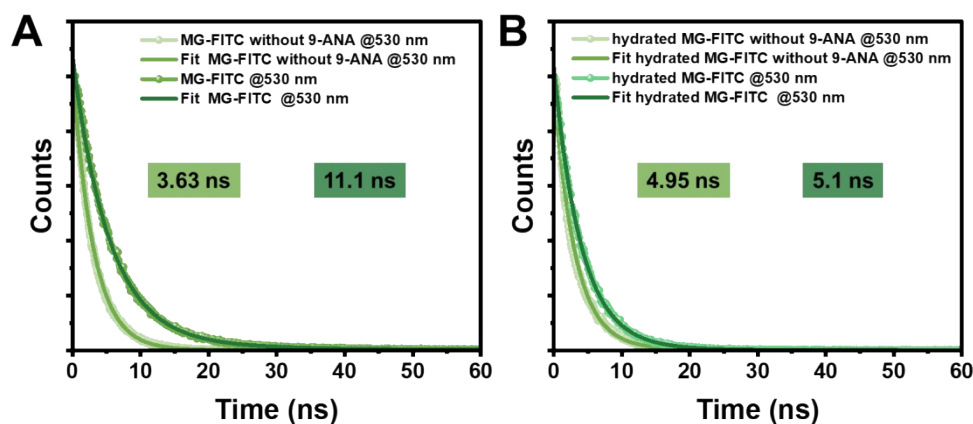 A
MG-FITC without 9-ANA @530 nm
Fit MG-FITC without 9-ANA @530 nm
MG-FITC @530 nm
Fit MG-FITC @530 nm
3.63 ns
11.1 ns
Counts
0 10 20 30 40 50 60
Time (ns)
B
hydrated MG-FITC without 9-ANA @530 nm
Fit hydrated MG-FITC without 9-ANA @530 nm
hydrated MG-FITC @530 nm
Fit hydrated MG-FITC @530 nm
4.95 ns
5.1 ns
Counts
0 10 20 30 40 50 60
Time (ns)